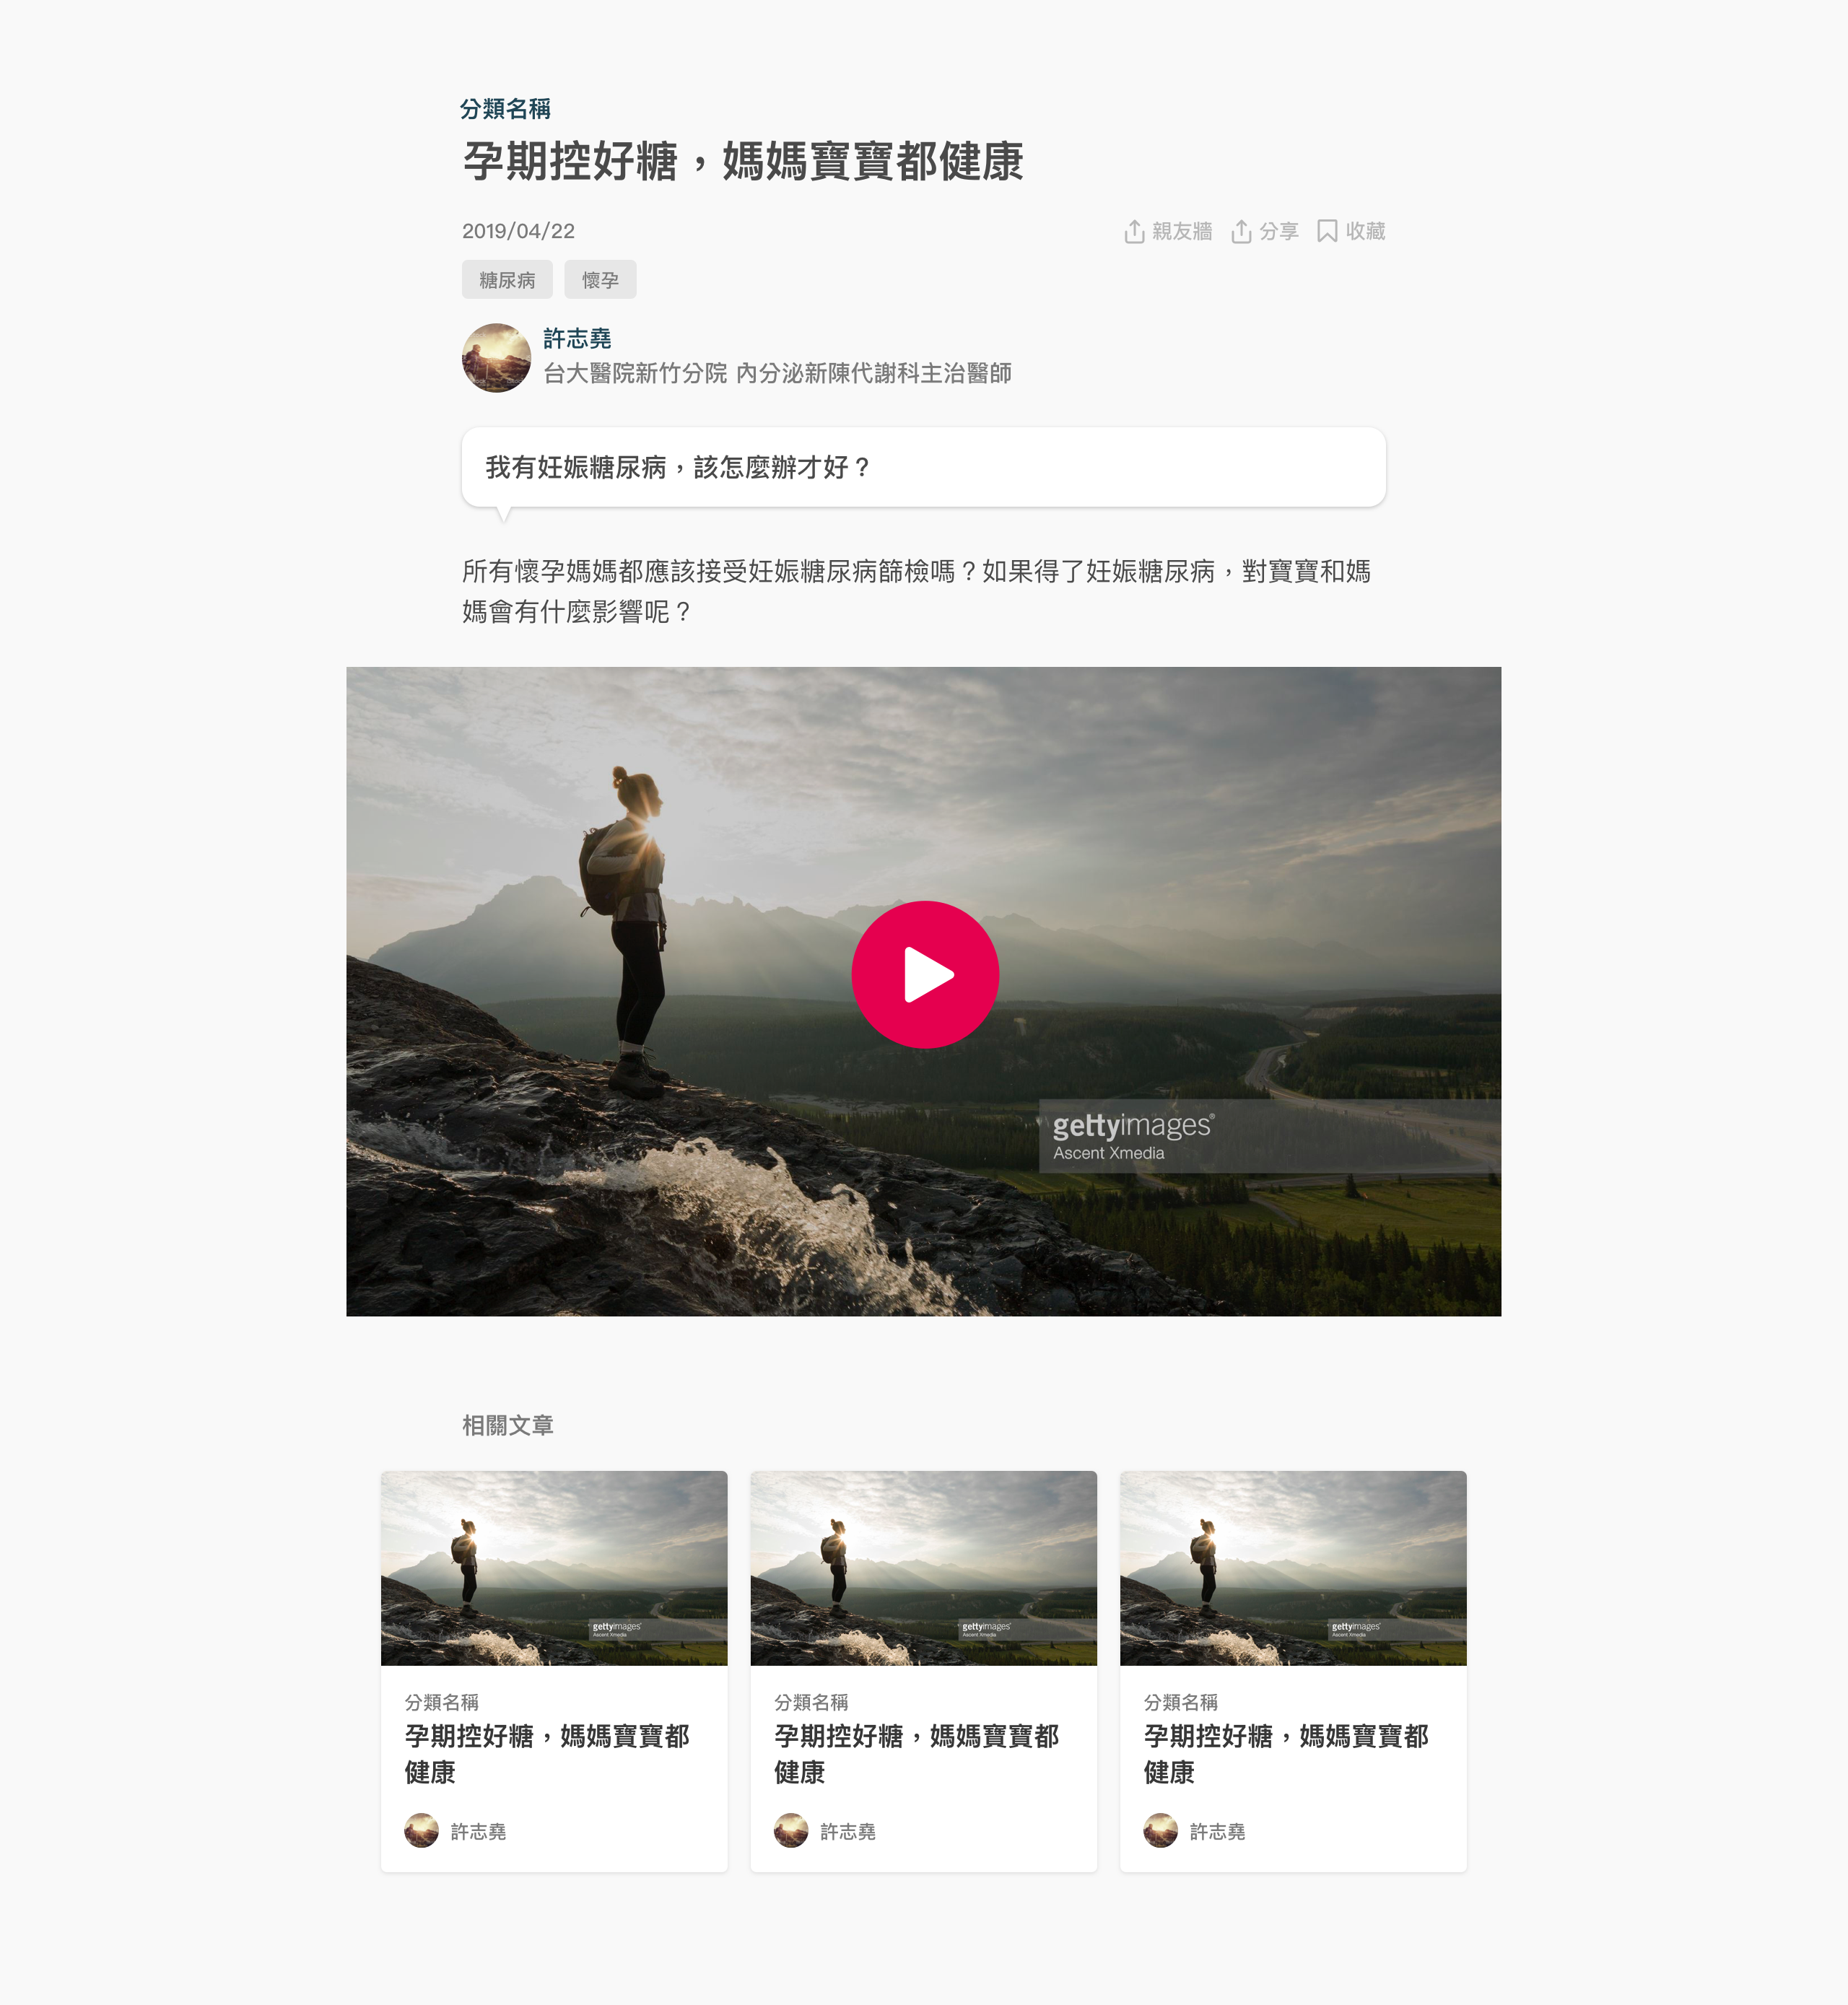 分類名稱
孕期控好糖，媽媽寶寶都健康
2019/04/22
親友牆 分享 收藏
糖尿病 懷孕
許志堯
台大醫院新竹分院 內分泌新陳代謝科主治醫師
我有妊娠糖尿病，該怎麼辦才好？
所有懷孕媽媽都應該接受妊娠糖尿病篩檢嗎？如果得了妊娠糖尿病，對寶寶和媽
媽會有什麼影響呢？
gettyimages®
Ascent Xmedia
相關文章
gettyimages®
Ascent Xmedia
分類名稱
孕期控好糖，媽媽寶寶都
健康
許志堯
gettyimages®
Ascent Xmedia
分類名稱
孕期控好糖，媽媽寶寶都
健康
許志堯
gettyimages®
Ascent Xmedia
分類名稱
孕期控好糖，媽媽寶寶都
健康
許志堯